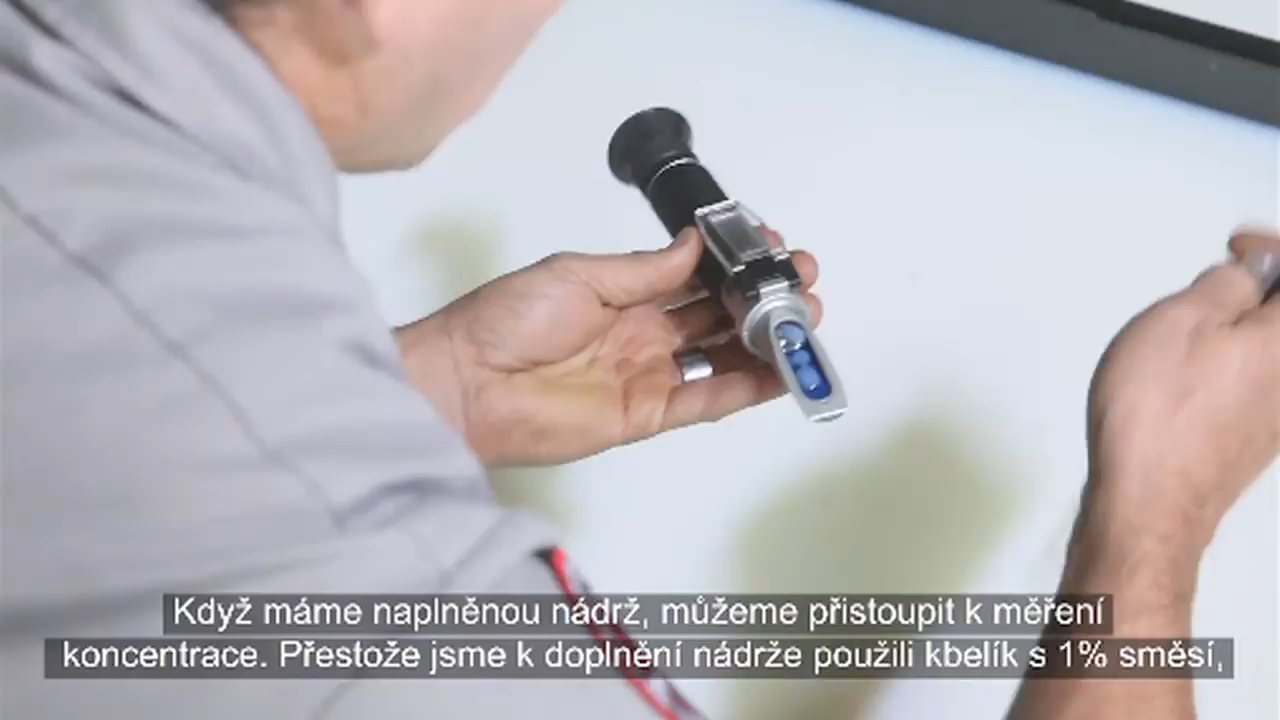 Když máme naplněnou nádrž, můžeme přistoupit k měření
koncentrace. Přestože jsme k doplnění nádrže použili kbelík s 1% směsí,